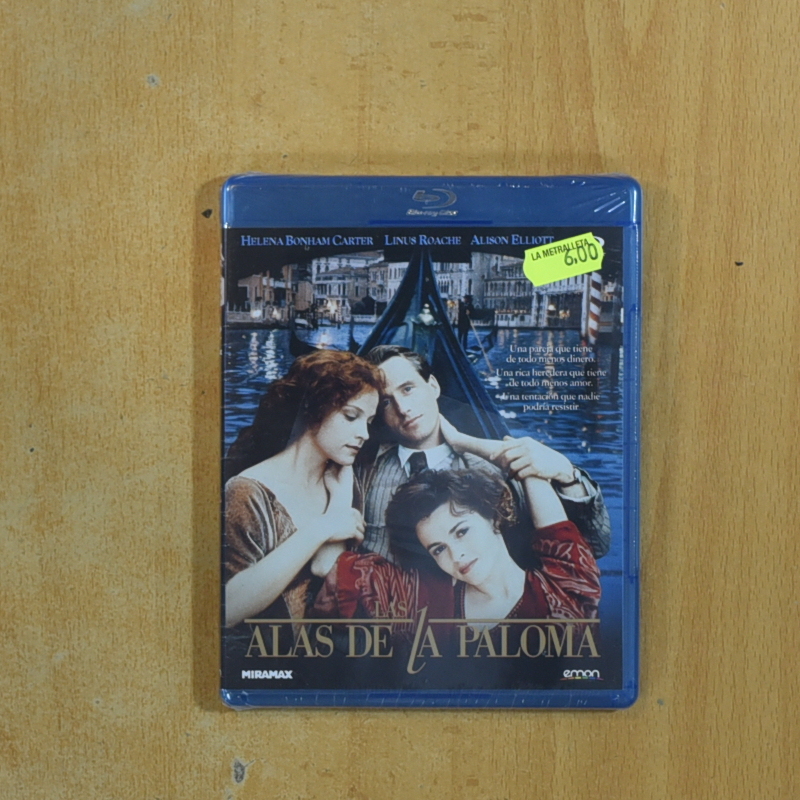 Blu-ray Disc
HELENA BONHAM CARTER LINUS ROACHE ALISON ELLIOTT
LA METRALLETA
6,00
Una pareja que tiene
de todo menos dinero.
Una rica heredera que tiene
de todo menos amor.
Una tentación que nadie
podría resistir
LAS
ALAS DE LA PALOMA
MIRAMAX
emon